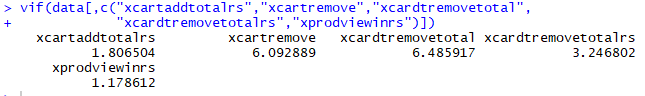 > vif(data[,c("xcartaddtotalrs","xcartremove","xcardtremovetotal",
+ "xcardtremovetotalrs","xprodviewinrs")])
xcartaddtotalrs xcartremove xcardtremovetotal xcardtremovetotalrs
1.806504 6.092889 6.485917 3.246802
xprodviewinrs
1.178612